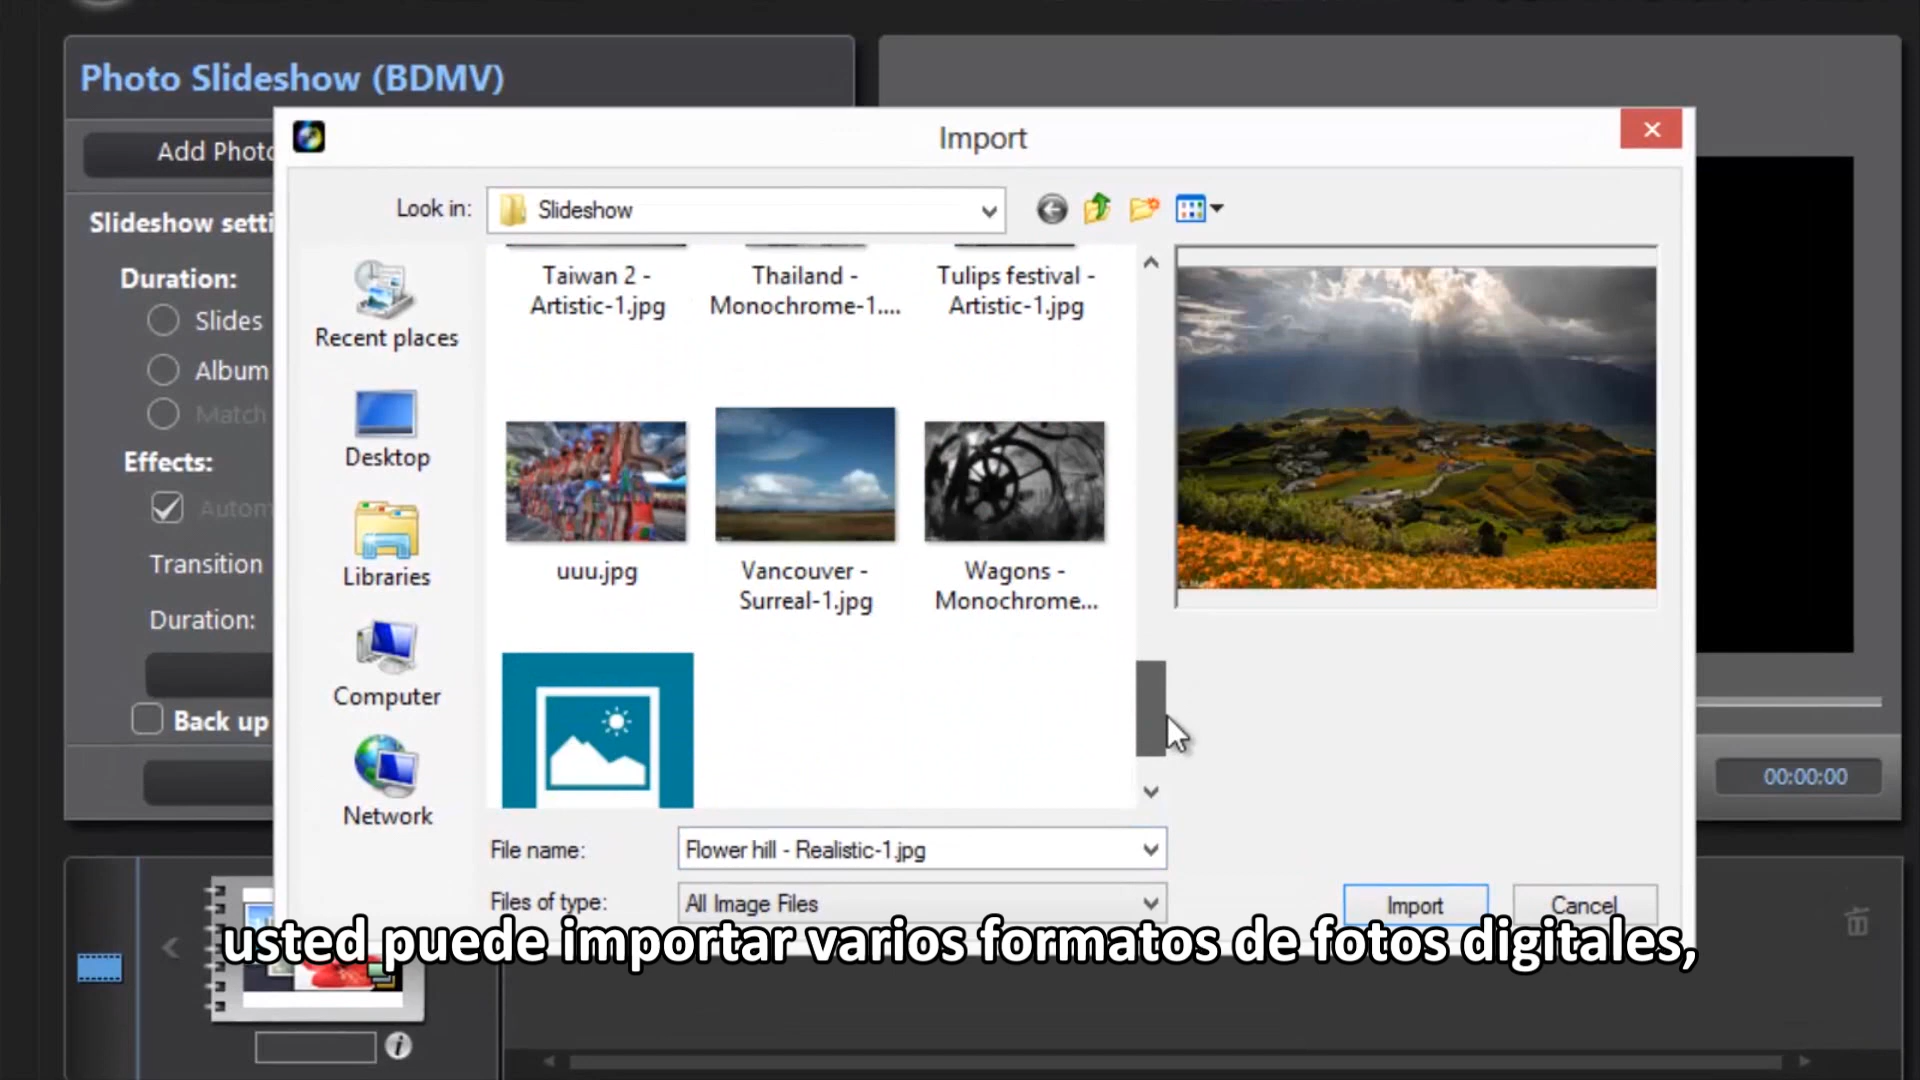 Photo Slideshow (BDMV)
Import
Add Photo
Look in:
Slideshow
Slideshow setti
Duration:
Slides
Album
Match
Effects:
Autom
Transition
Duration:
Back up
Recent places
Desktop
Libraries
Computer
Network
Taiwan 2 -
Artistic-1.jpg
Thailand -
Monochrome-1....
Tulips festival -
Artistic-1.jpg
uuu.jpg
Vancouver -
Surreal-1.jpg
Wagons -
Monochrome...
00:00:00
File name:
Flower hill - Realistic-1.jpg
Files of type:
All Image Files
Import
Cancel
usted puede importar varios formatos de fotos digitales,